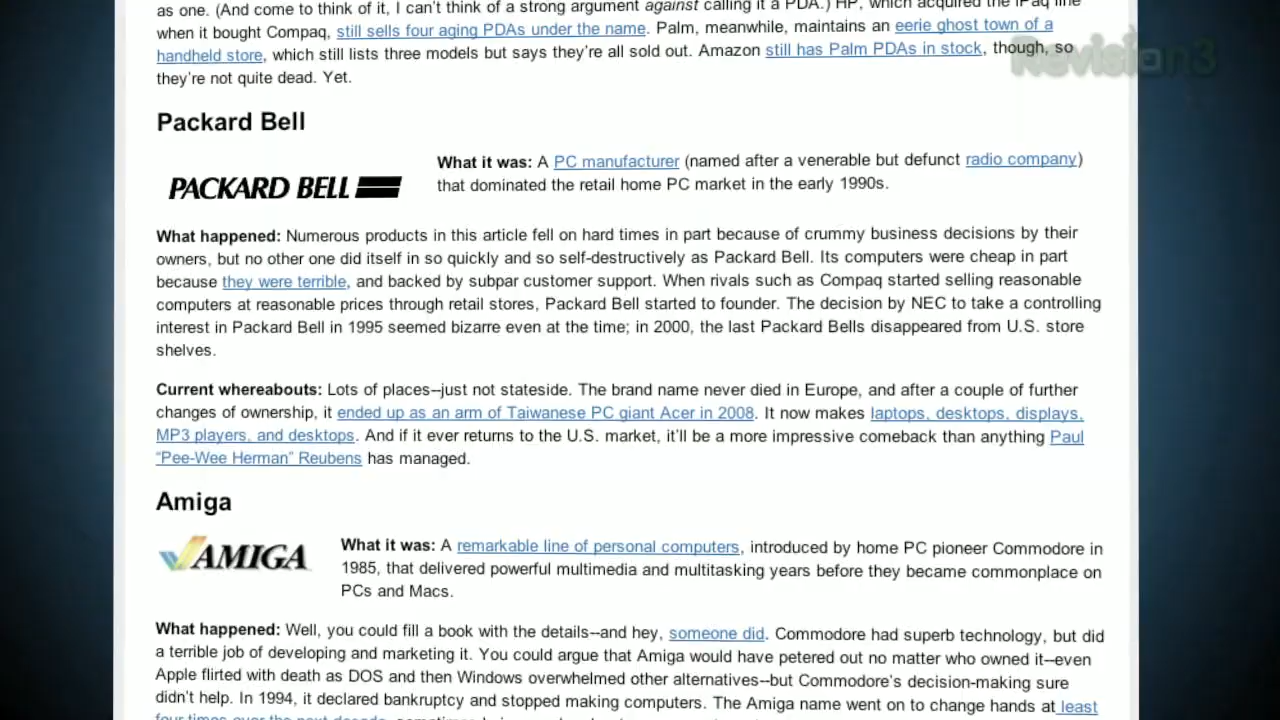 as one. (And come to think of it, I can't think of a strong argument against calling it a PDA.) HP, which acquired the iPaq line
when it bought Compaq, still sells four aging PDAs under the name. Palm, meanwhile, maintains an eerie ghost town of a
handheld store, which still lists three models but says they're all sold out. Amazon still has Palm PDAs in stock, though, so
they're not quite dead. Yet.
Revision3
Packard Bell
PACKARD BELL
What it was: A PC manufacturer (named after a venerable but defunct radio company)
that dominated the retail home PC market in the early 1990s.
What happened: Numerous products in this article fell on hard times in part because of crummy business decisions by their
owners, but no other one did itself in so quickly and so self-destructively as Packard Bell. Its computers were cheap in part
because they were terrible, and backed by subpar customer support. When rivals such as Compaq started selling reasonable
computers at reasonable prices through retail stores, Packard Bell started to founder. The decision by NEC to take a controlling
interest in Packard Bell in 1995 seemed bizarre even at the time; in 2000, the last Packard Bells disappeared from U.S. store
shelves.
Current whereabouts: Lots of places--just not stateside. The brand name never died in Europe, and after a couple of further
changes of ownership, it ended up as an arm of Taiwanese PC giant Acer in 2008. It now makes laptops, desktops, displays,
MP3 players, and desktops. And if it ever returns to the U.S. market, it'll be a more impressive comeback than anything Paul
"Pee-Wee Herman" Reubens has managed.
Amiga
AMIGA
What it was: A remarkable line of personal computers, introduced by home PC pioneer Commodore in
1985, that delivered powerful multimedia and multitasking years before they became commonplace on
PCs and Macs.
What happened: Well, you could fill a book with the details--and hey, someone did. Commodore had superb technology, but did
a terrible job of developing and marketing it. You could argue that Amiga would have petered out no matter who owned it--even
Apple flirted with death as DOS and then Windows overwhelmed other alternatives--but Commodore's decision-making sure
didn't help. In 1994, it declared bankruptcy and stopped making computers. The Amiga name went on to change hands at least
four times over the next decade,